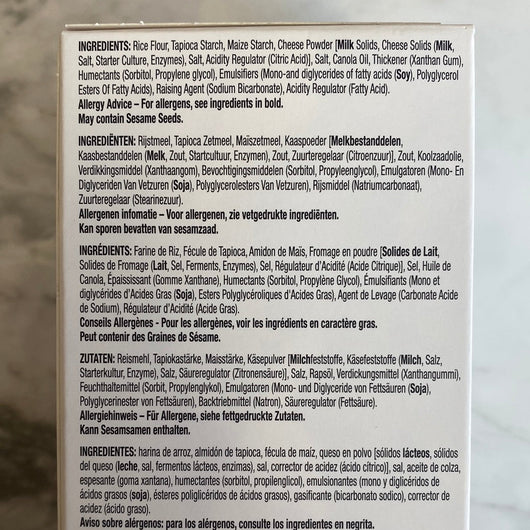 INGREDIENTS: Rice Flour, Tapioca Starch, Maize Starch, Cheese Powder [Milk Solids, Cheese Solids (Milk,
Salt, Starter Culture, Enzymes), Salt, Acidity Regulator (Citric Acid)], Salt, Canola Oil, Thickener (Xanthan Gum),
Humectants (Sorbitol, Propylene glycol), Emulsifiers (Mono-and diglycerides of fatty acids (Soy), Polyglycerol
Esters Of Fatty Acids), Raising Agent (Sodium Bicarbonate), Acidity Regulator (Fatty Acid).
Allergy Advice – For allergens, see ingredients in bold.
May contain Sesame Seeds.
INGREDIËNTEN: Rijstmeel, Tapioca Zetmeel, Maïszetmeel, Kaaspoeder [Melkbestanddelen,
Kaasbestanddelen (Melk, Zout, Startcultuur, Enzymen), Zout, Zuurteregelaar (Citroenzuur)], Zout, Koolzaadolie,
Verdikkingsmiddel (Xanthaangom), Bevochtigingsmiddelen (Sorbitol, Propyleenglycol), Emulgatoren (Mono- En
Diglyceriden Van Vetzuren (Soja), Polyglycerolesters Van Vetzuren), Rijsmiddel (Natriumcarbonaat),
Zuurteregelaar (Stearinezuur).
Allergenen infomatie – Voor allergenen, zie vetgedrukte ingrediënten.
Kan sporen bevatten van sesamzaad.
INGRÉDIENTS: Farine de Riz, Fécule de Tapioca, Amidon de Maïs, Fromage en poudre [Solides de Lait,
Solides de Fromage (Lait, Sel, Ferments, Enzymes), Sel, Régulateur d'Acidité (Acide Citrique)], Sel, Huile de
Canola, Épaississant (Gomme Xanthane), Humectants (Sorbitol, Propylène Glycol), Émulsifiants (Mono et
diglycérides d'Acides Gras (Soja), Esters Polyglycéroliques d'Acides Gras), Agent de Levage (Carbonate Acide
de Sodium), Régulateur d'Acidité (Acide Gras).
Conseils Allergènes - Pour les allergènes, voir les ingrédients en caractère gras.
Peut contenir des Graines de Sésame.
ZUTATEN: Reismehl, Tapiokastärke, Maisstärke, Käsepulver [Milchfeststoffe, Käsefeststoffe (Milch, Salz,
Starterkultur, Enzyme), Salz, Säureregulator (Zitronensäure)], Salz, Rapsöl, Verdickungsmittel (Xanthangummi),
Feuchthaltemittel (Sorbit, Propylenglykol), Emulgatoren (Mono- und Diglyceride von Fettsäuren (Soja),
Polyglycerinester von Fettsäuren), Backtriebmittel (Natron), Säureregulator (Fettsäure).
Allergiehinweis – Für Allergene, siehe fettgedruckte Zutaten.
Kann Sesamsamen enthalten.
INGREDIENTES: harina de arroz, almidón de tapioca, fécula de maíz, queso en polvo [sólidos lácteos, sólidos
del queso (leche, sal, fermentos lácteos, enzimas), sal, corrector de acidez (ácido cítrico)], sal, aceite de colza,
espesante (goma xantana), humectantes (sorbitol, propilenglicol), emulsionantes (mono y diglicéridos de
ácidos grasos (soja), ésteres poliglicéridos de ácidos grasos), gasificante (bicarbonato sodico), corrector de
acidez (ácido graso).
Aviso sobre alérgenos: para los alérgenos, consulte los ingredientes en negrita.